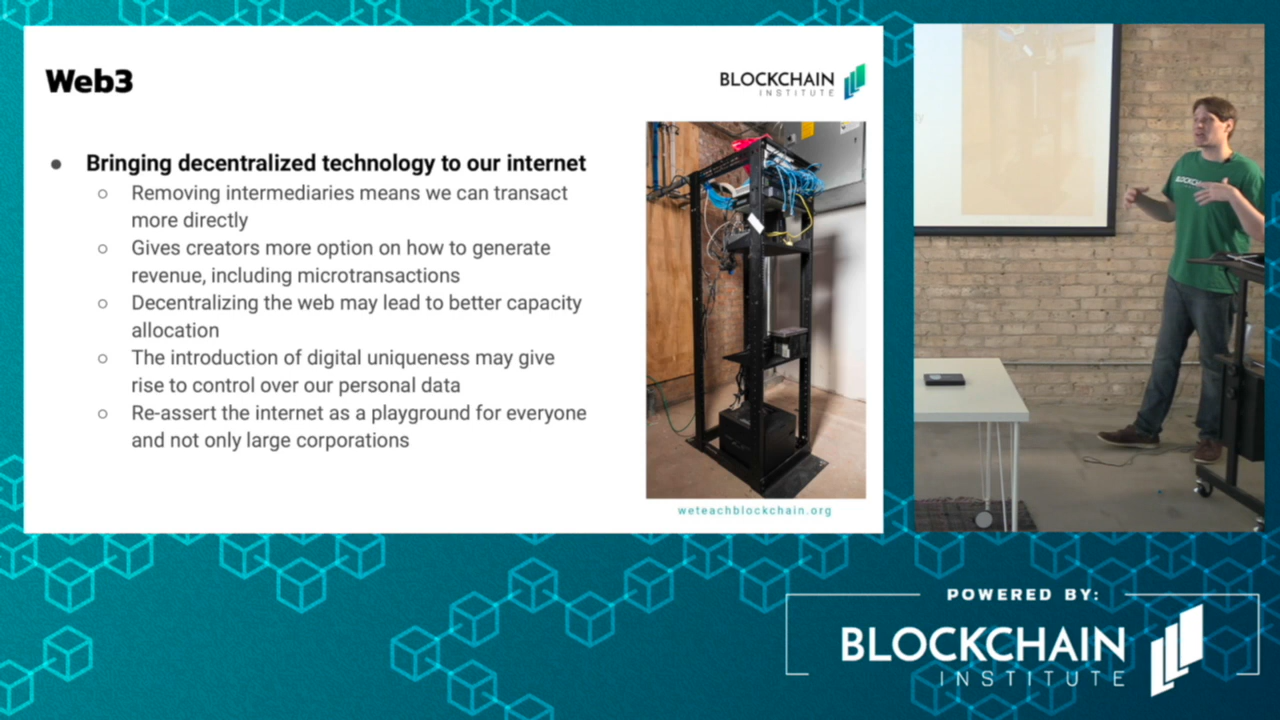 Web3
BLOCKCHAIN
INSTITUTE
● Bringing decentralized technology to our internet
○ Removing intermediaries means we can transact
more directly
○ Gives creators more option on how to generate
revenue, including microtransactions
○ Decentralizing the web may lead to better capacity
allocation
○ The introduction of digital uniqueness may give
rise to control over our personal data
○ Re-assert the internet as a playground for everyone
and not only large corporations
weteachblockchain.org
POWERED BY:
BLOCKCHAIN
INSTITUTE